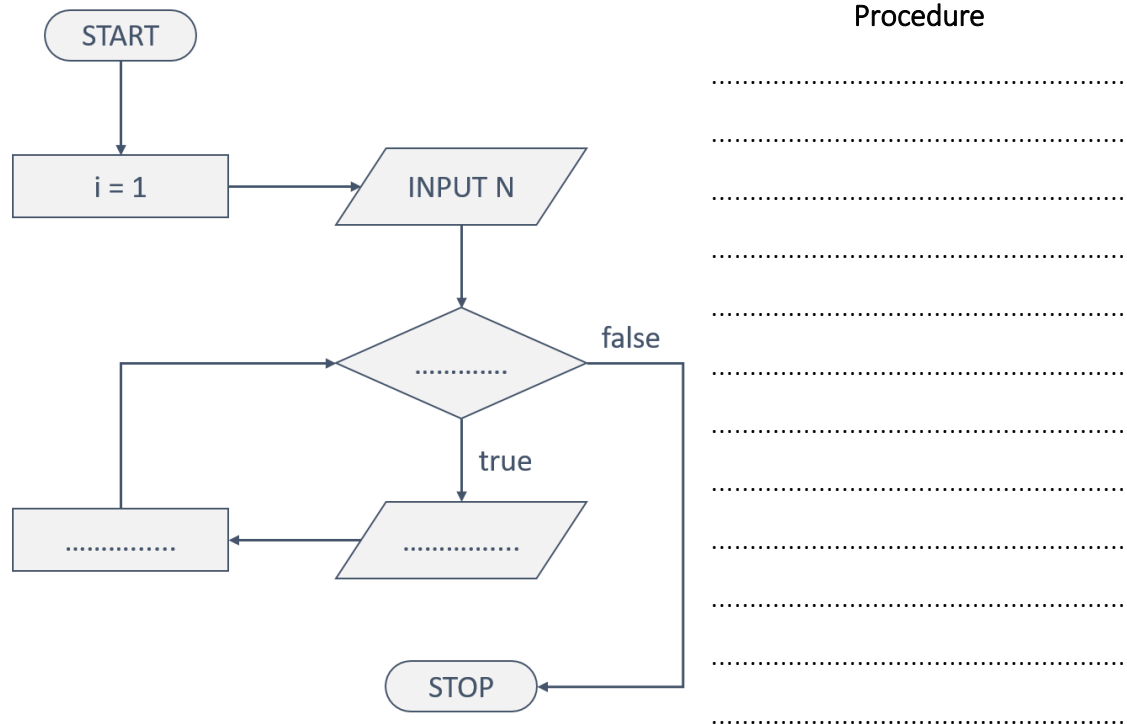 START
i = 1
INPUT N
.............
false
true
................
...............
STOP
Procedure
......................................................
......................................................
......................................................
......................................................
......................................................
......................................................
......................................................
......................................................
......................................................
......................................................
......................................................
......................................................